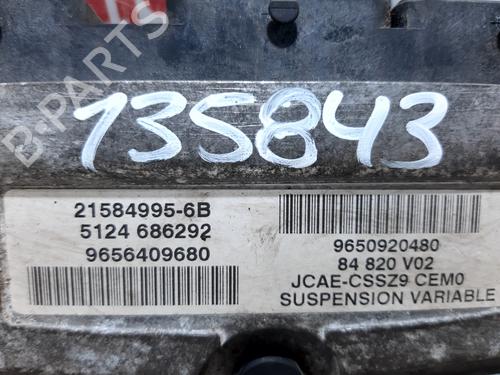 135843
21584995-6B
5124 686292
9656409680
9650920480
84 820 V02
JCAE-CSSZ9 CEM0
SUSPENSION VARIABLE
B-PARTS